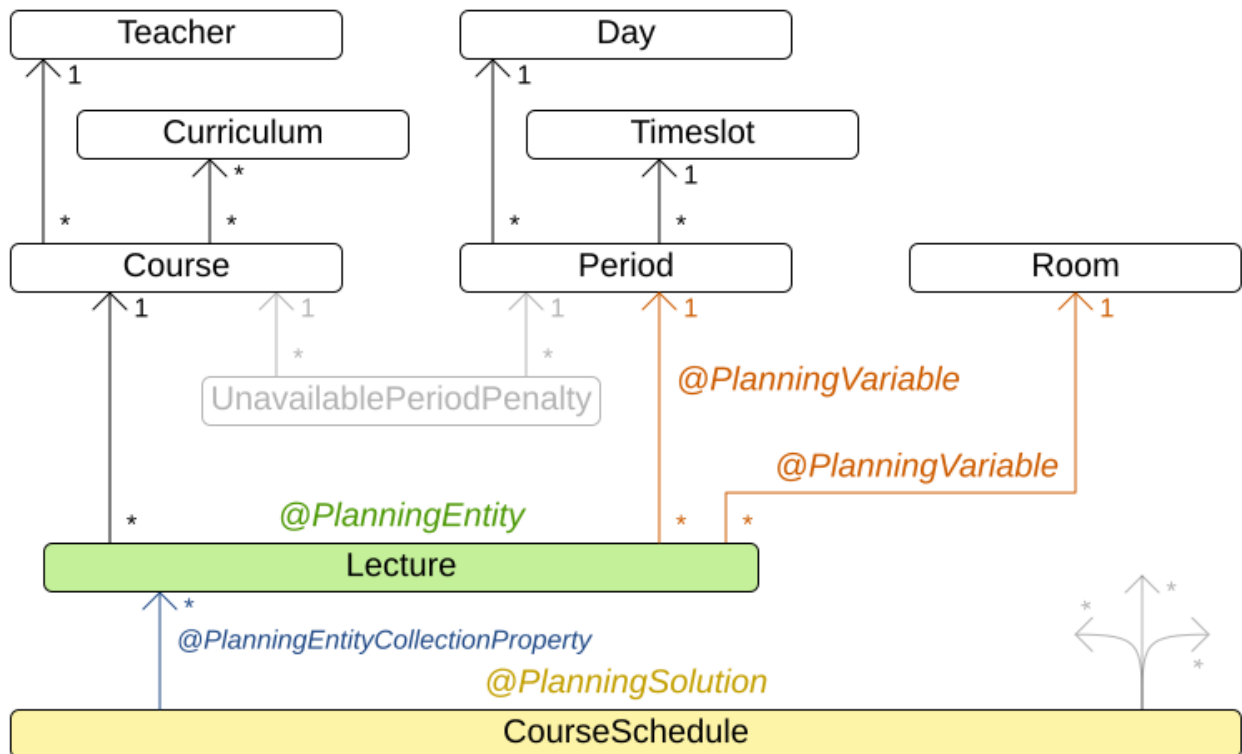 Teacher
Day
1
1
Curriculum
Timeslot
*
1
*
*
*
*
Course
Period
Room
1
1
1
1
1
*
*
@PlanningVariable
UnavailablePeriodPenalty
@PlanningVariable
@PlanningEntity
*
*
*
Lecture
*
*
*
@PlanningEntityCollectionProperty
*
@PlanningSolution
CourseSchedule